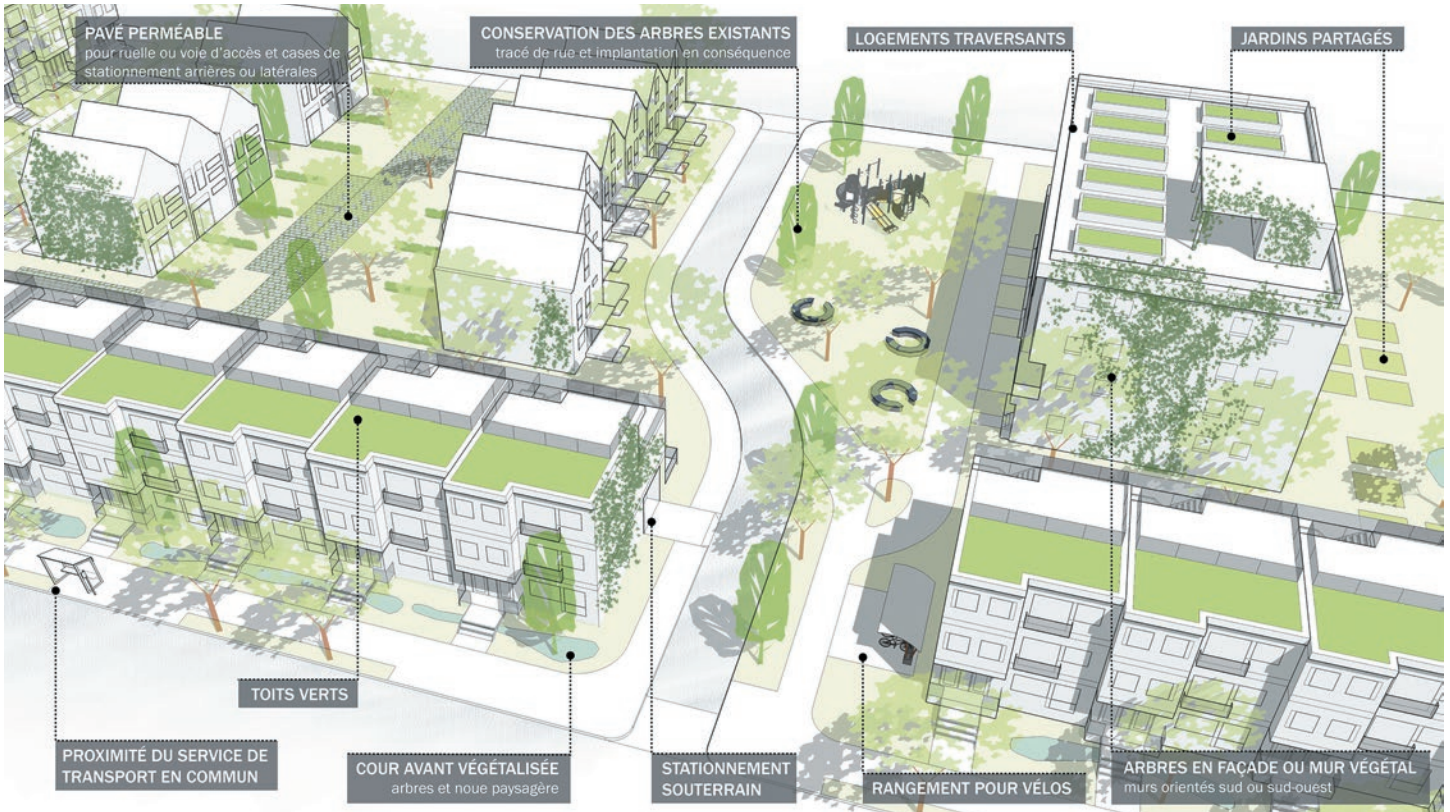 PAVÉ PERMÉABLE
pour ruelle ou voie d'accès et cases de
stationnement arrières ou latérales
CONSERVATION DES ARBRES EXISTANTS
tracé de rue et implantation en conséquence
LOGEMENTS TRAVERSANTS
JARDINS PARTAGÉS
TOITS VERTS
PROXIMITÉ DU SERVICE DE
TRANSPORT EN COMMUN
COUR AVANT VÉGÉTALISÉE
arbres et noue paysagère
STATIONNEMENT
SOUTERRAIN
RANGEMENT POUR VÉLOS
ARBRES EN FAÇADE OU MUR VÉGÉTAL
murs orientés sud ou sud-ouest